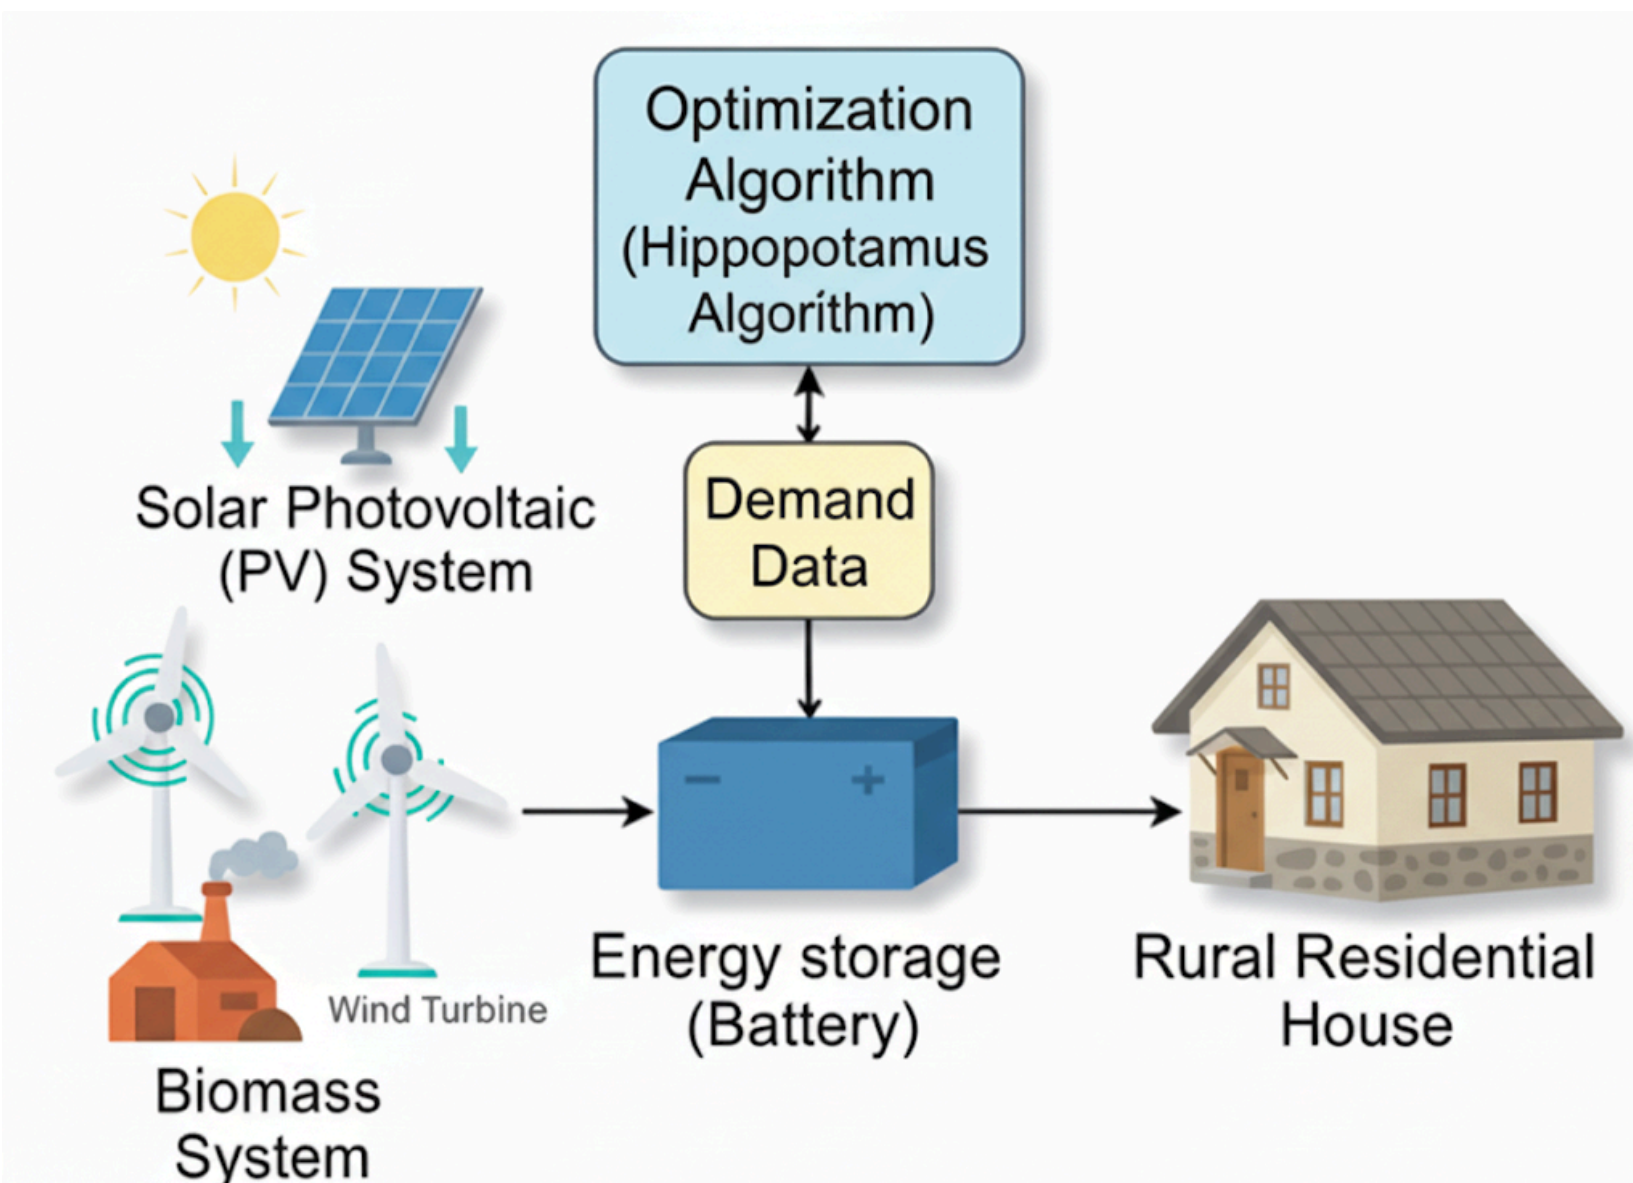 Optimization
Algorithm
(Hippopotamus
Algoríthm)
Solar Photovoltaic
(PV) System
Demand
Data
Wind Turbine
Biomass
System
Energy storage
(Battery)
Rural Residential
House